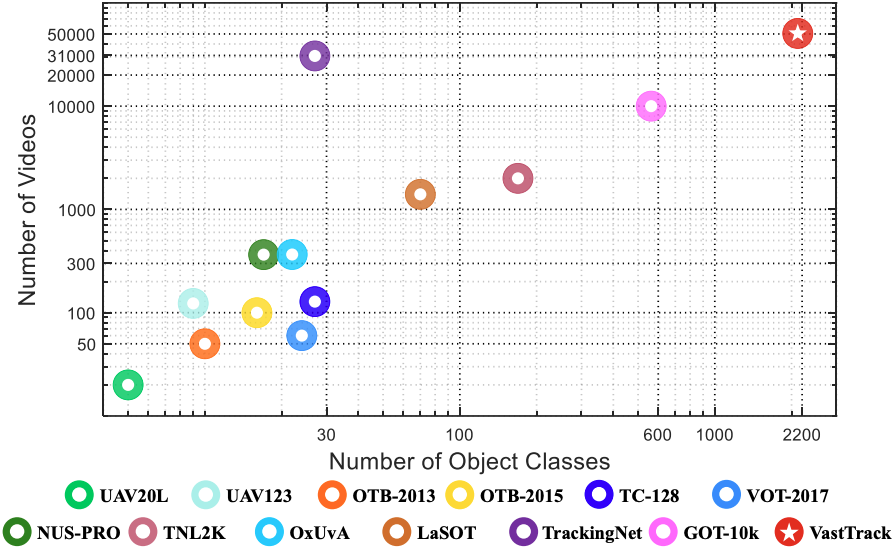 50000
31000
20000
10000
1000
300
100
50
Number of Videos
30 100 600 1000 2200
Number of Object Classes
UAV20L UAV123 OTB-2013 OTB-2015 TC-128 VOT-2017
NUS-PRO TNL2K OxUvA LaSOT TrackingNet GOT-10k VastTrack